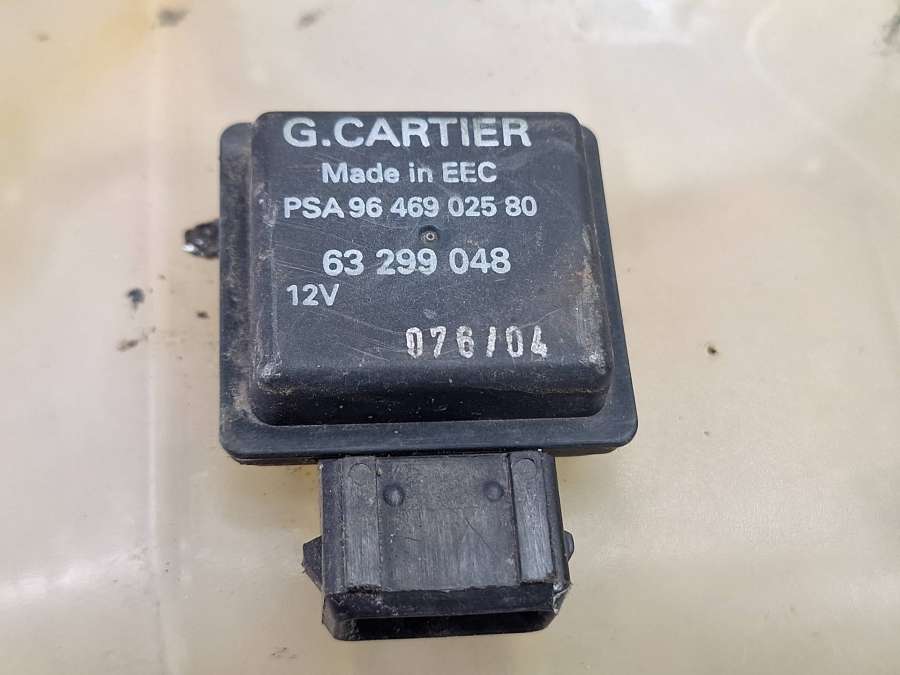 G.CARTIER
Made in EEC
PSA 96 469 025 80
63 299 048
12V
076/04